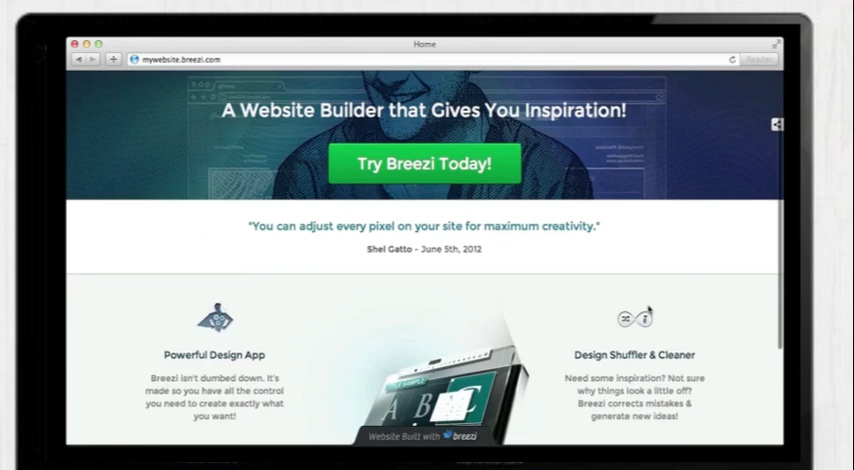 Home
mywebsite.breezi.com
Reader
A Website Builder that Gives You Inspiration!
Try Breezi Today!
"You can adjust every pixel on your site for maximum creativity."
Shel Gatto - June 5th, 2012
Powerful Design App
Breezi isn't dumbed down. It's
made so you have all the control
you need to create exactly what
you want!
STYLE SAMPLE
A B C
Design Shuffler & Cleaner
Need some inspiration? Not sure
why things look a little off?
Breezi corrects mistakes &
generate new ideas!
Website Built with breezi